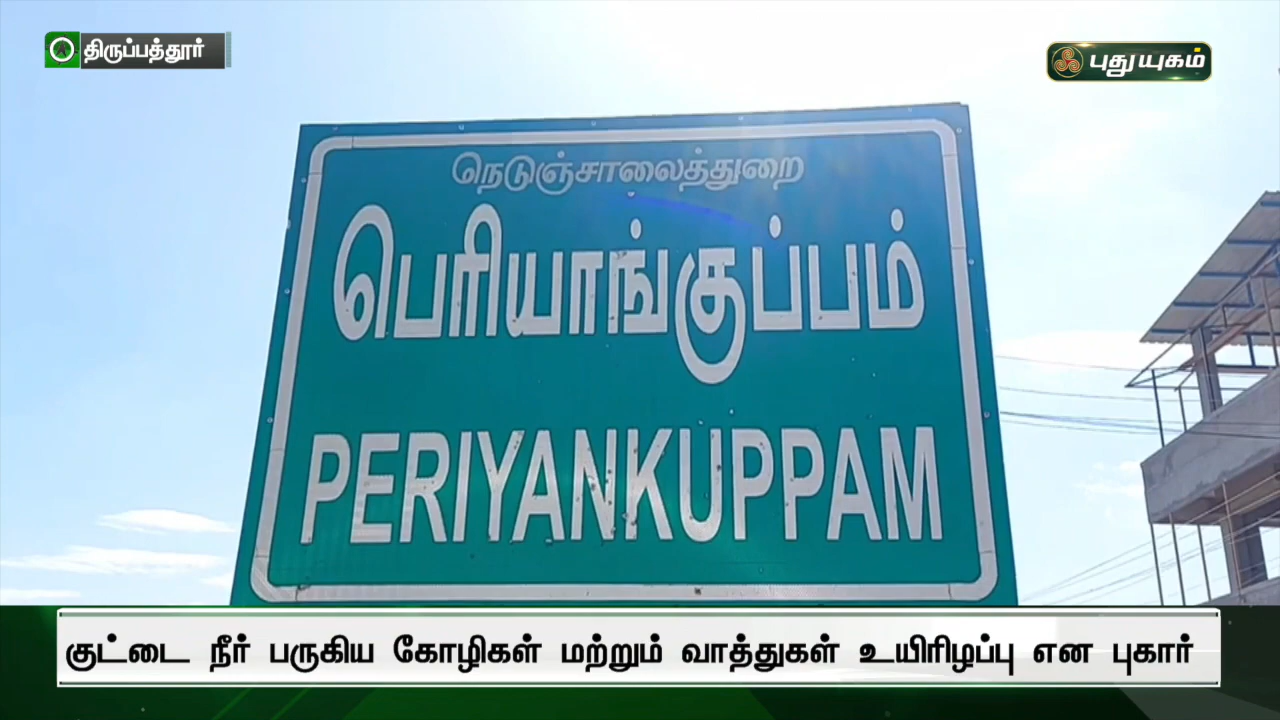 திருப்பத்தூர்
புதுயுகம்
நெடுஞ்சாலைத்துறை
பெரியாங்குப்பம்
PERIYANKUPPAM
குட்டை நீர் பருகிய கோழிகள் மற்றும் வாத்துகள் உயிரிழப்பு என புகார்